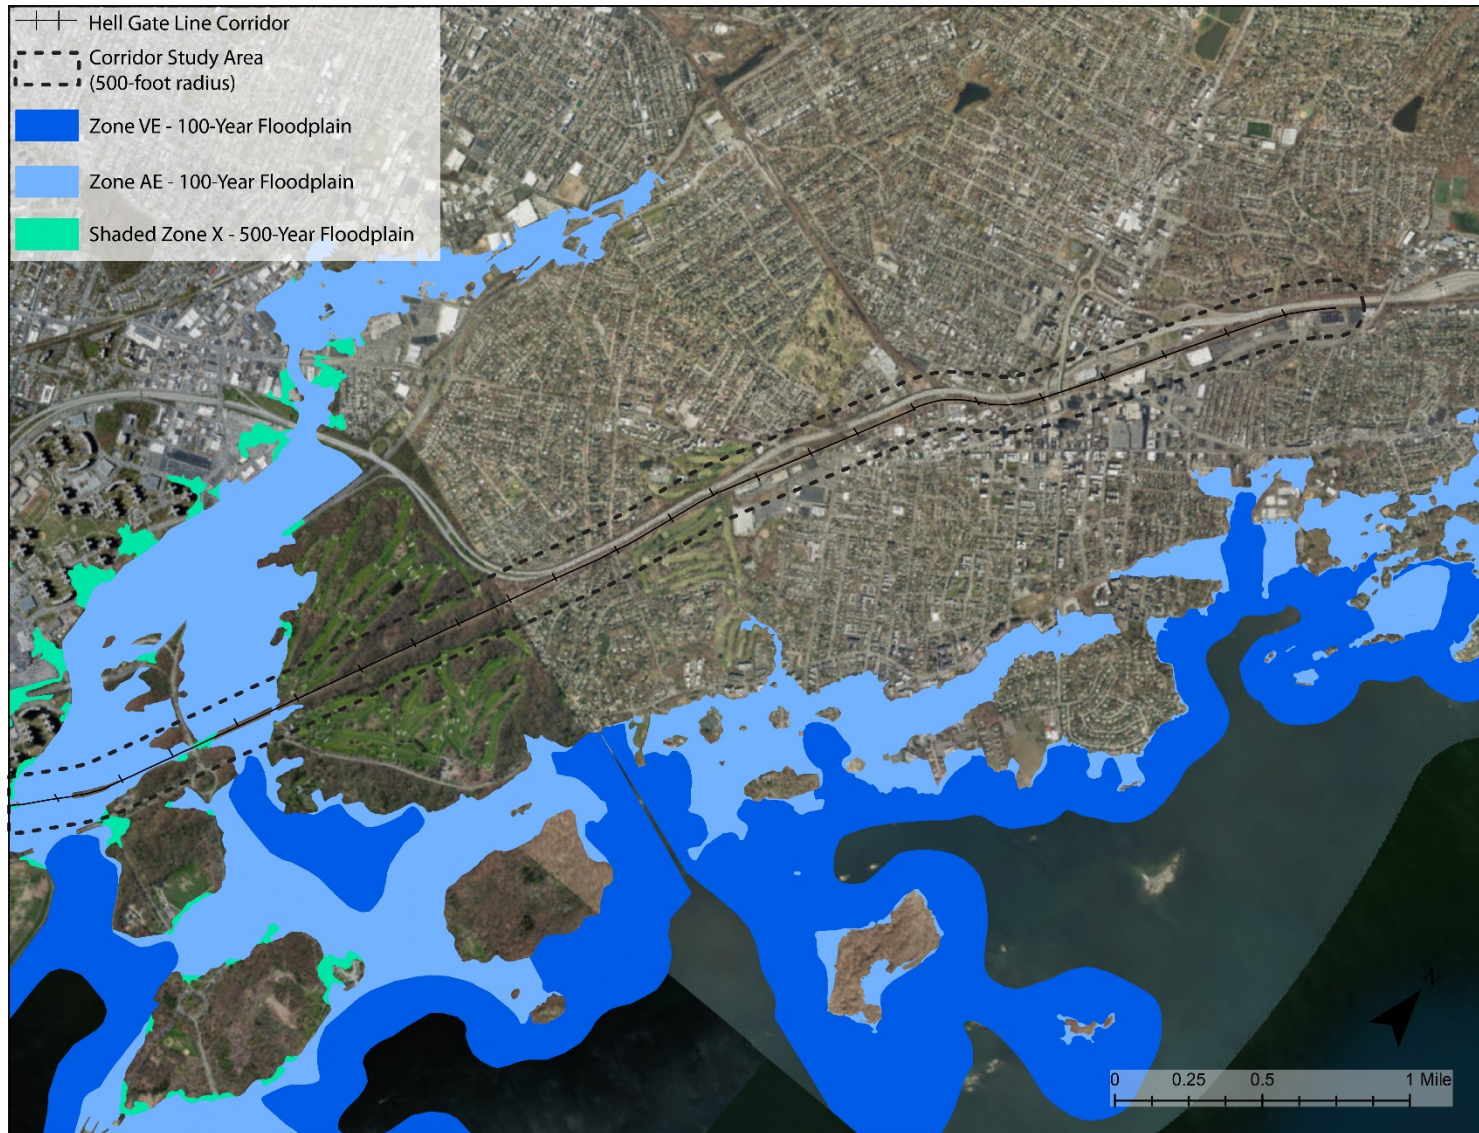 Hell Gate Line Corridor
Corridor Study Area
(500-foot radius)
Zone VE - 100-Year Floodplain
Zone AE - 100-Year Floodplain
Shaded Zone X - 500-Year Floodplain
N
0 0.25 0.5 1 Mile